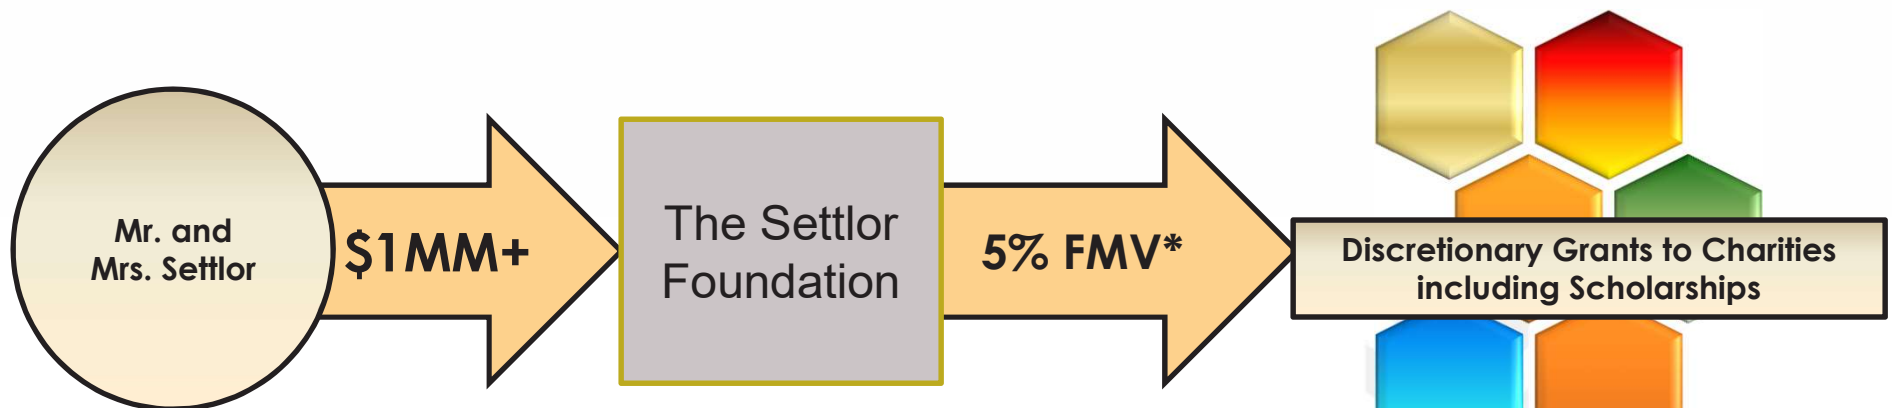 Mr. and
Mrs. Settlor
$1MM+
The Settlor
Foundation
5% FMV*
Discretionary Grants to Charities
including Scholarships